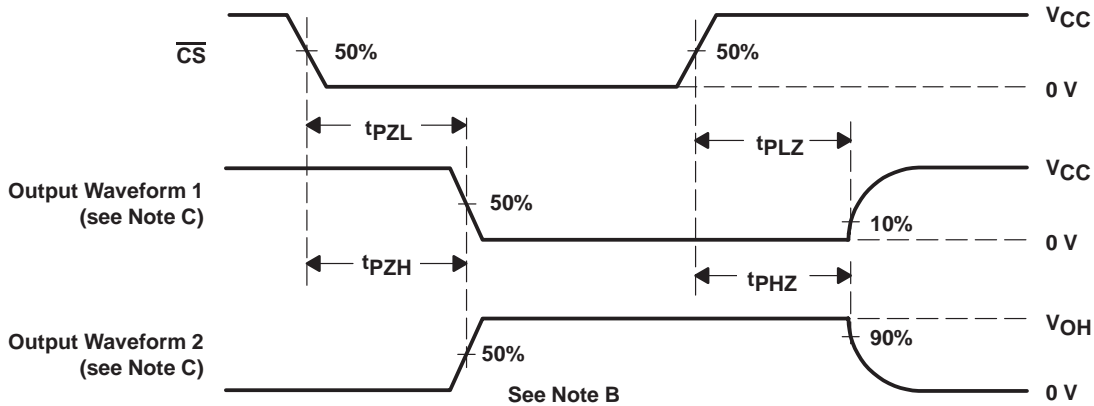 VCC
CS
50%
50%
0 V
tPZL
tPLZ
VCC
Output Waveform 1
(see Note C)
50%
10%
0 V
tPZH
tPHZ
VOH
Output Waveform 2
(see Note C)
50%
90%
See Note B
0 V